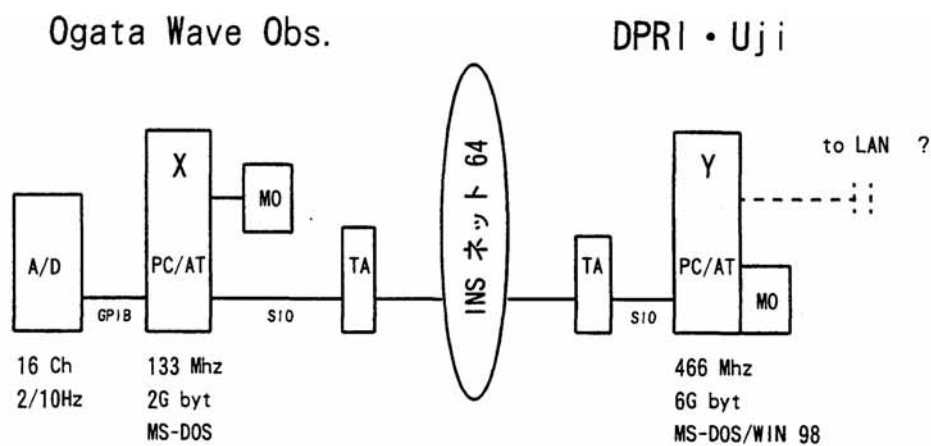 Ogata Wave Obs.
DPRI・Uji
to LAN ?
X
Y
MO
INS ネット 64
A/D
PC/AT
TA
TA
PC/AT
MO
GPIB
SIO
SIO
16 Ch
2/10Hz
133 Mhz
2G byt
MS-DOS
466 Mhz
6G byt
MS-DOS/WIN 98